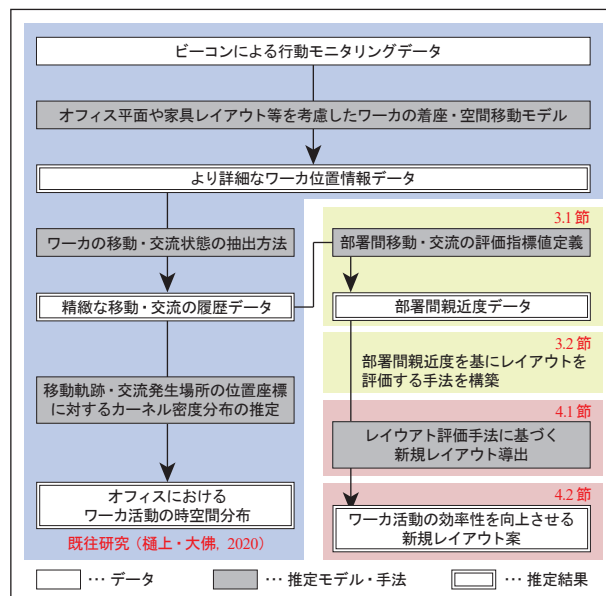 ビーコンによる行動モニタリングデータ
オフィス平面や家具レイアウト等を考慮したワーカの着座・空間移動モデル
より詳細なワーカ位置情報データ
ワーカの移動・交流状態の抽出方法
精緻な移動・交流の履歴データ
移動軌跡・交流発生場所の位置座標
に対するカーネル密度分布の推定
オフィスにおける
ワーカ活動の時空間分布
既往研究（樋上・大佛, 2020）
3.1 節
部署間移動・交流の評価指標値定義
部署間親近度データ
3.2 節
部署間親近度を基にレイアウトを
評価する手法を構築
4.1 節
レイウアト評価手法に基づく
新規レイアウト導出
4.2 節
ワーカ活動の効率性を向上させる
新規レイアウト案
… データ
… 推定モデル・手法
… 推定結果